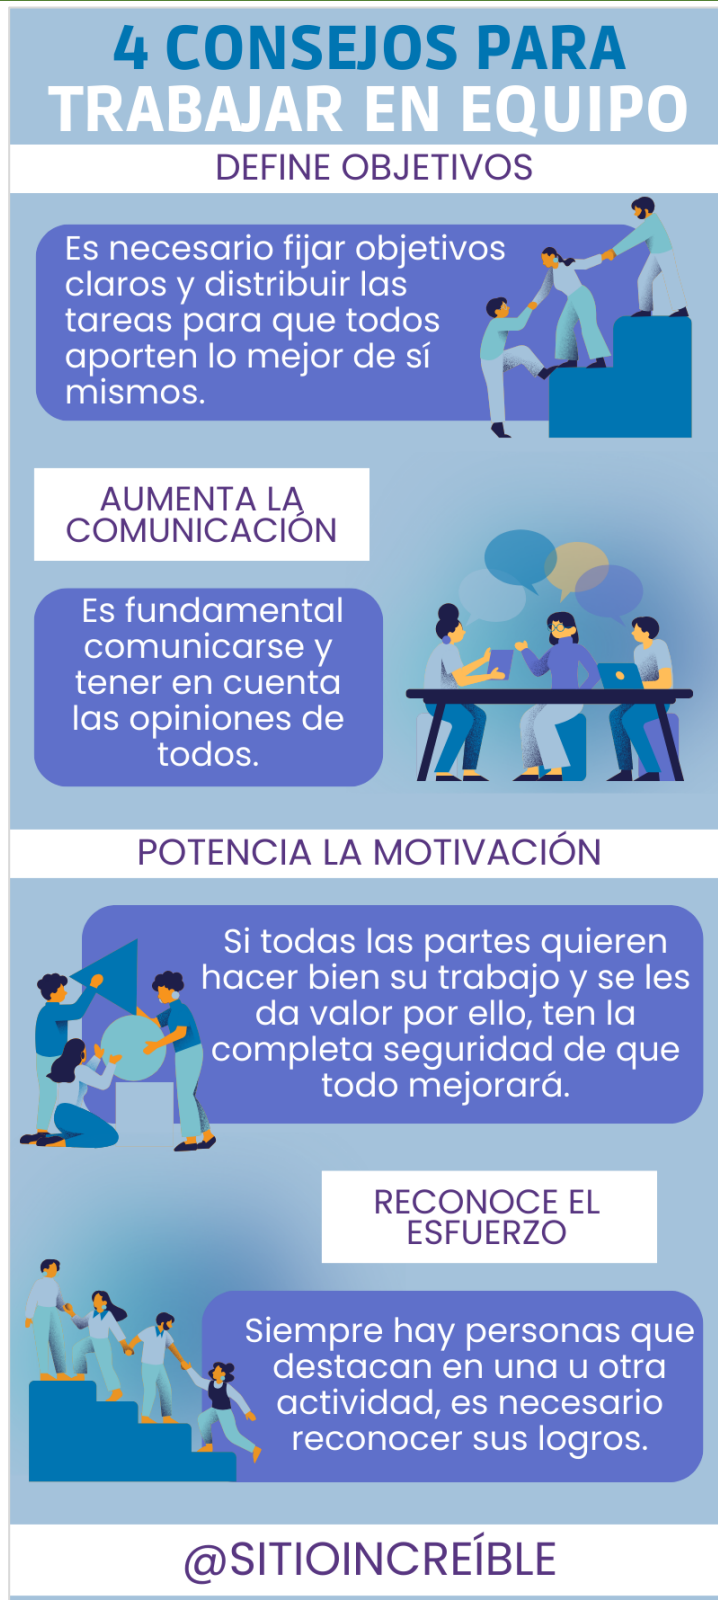 4 CONSEJOS PARA
TRABAJAR EN EQUIPO
DEFINE OBJETIVOS
Es necesario fijar objetivos
claros y distribuir las
tareas para que todos
aporten lo mejor de sí
mismos.
AUMENTA LA
COMUNICACIÓN
Es fundamental
comunicarse y
tener en cuenta
las opiniones de
todos.
POTENCIA LA MOTIVACIÓN
Si todas las partes quieren
hacer bien su trabajo y se les
da valor por ello, ten la
completa seguridad de que
todo mejorará.
RECONOCE EL
ESFUERZO
Siempre hay personas que
destacan en una u otra
actividad, es necesario
reconocer sus logros.
@SITIOINCREÍBLE